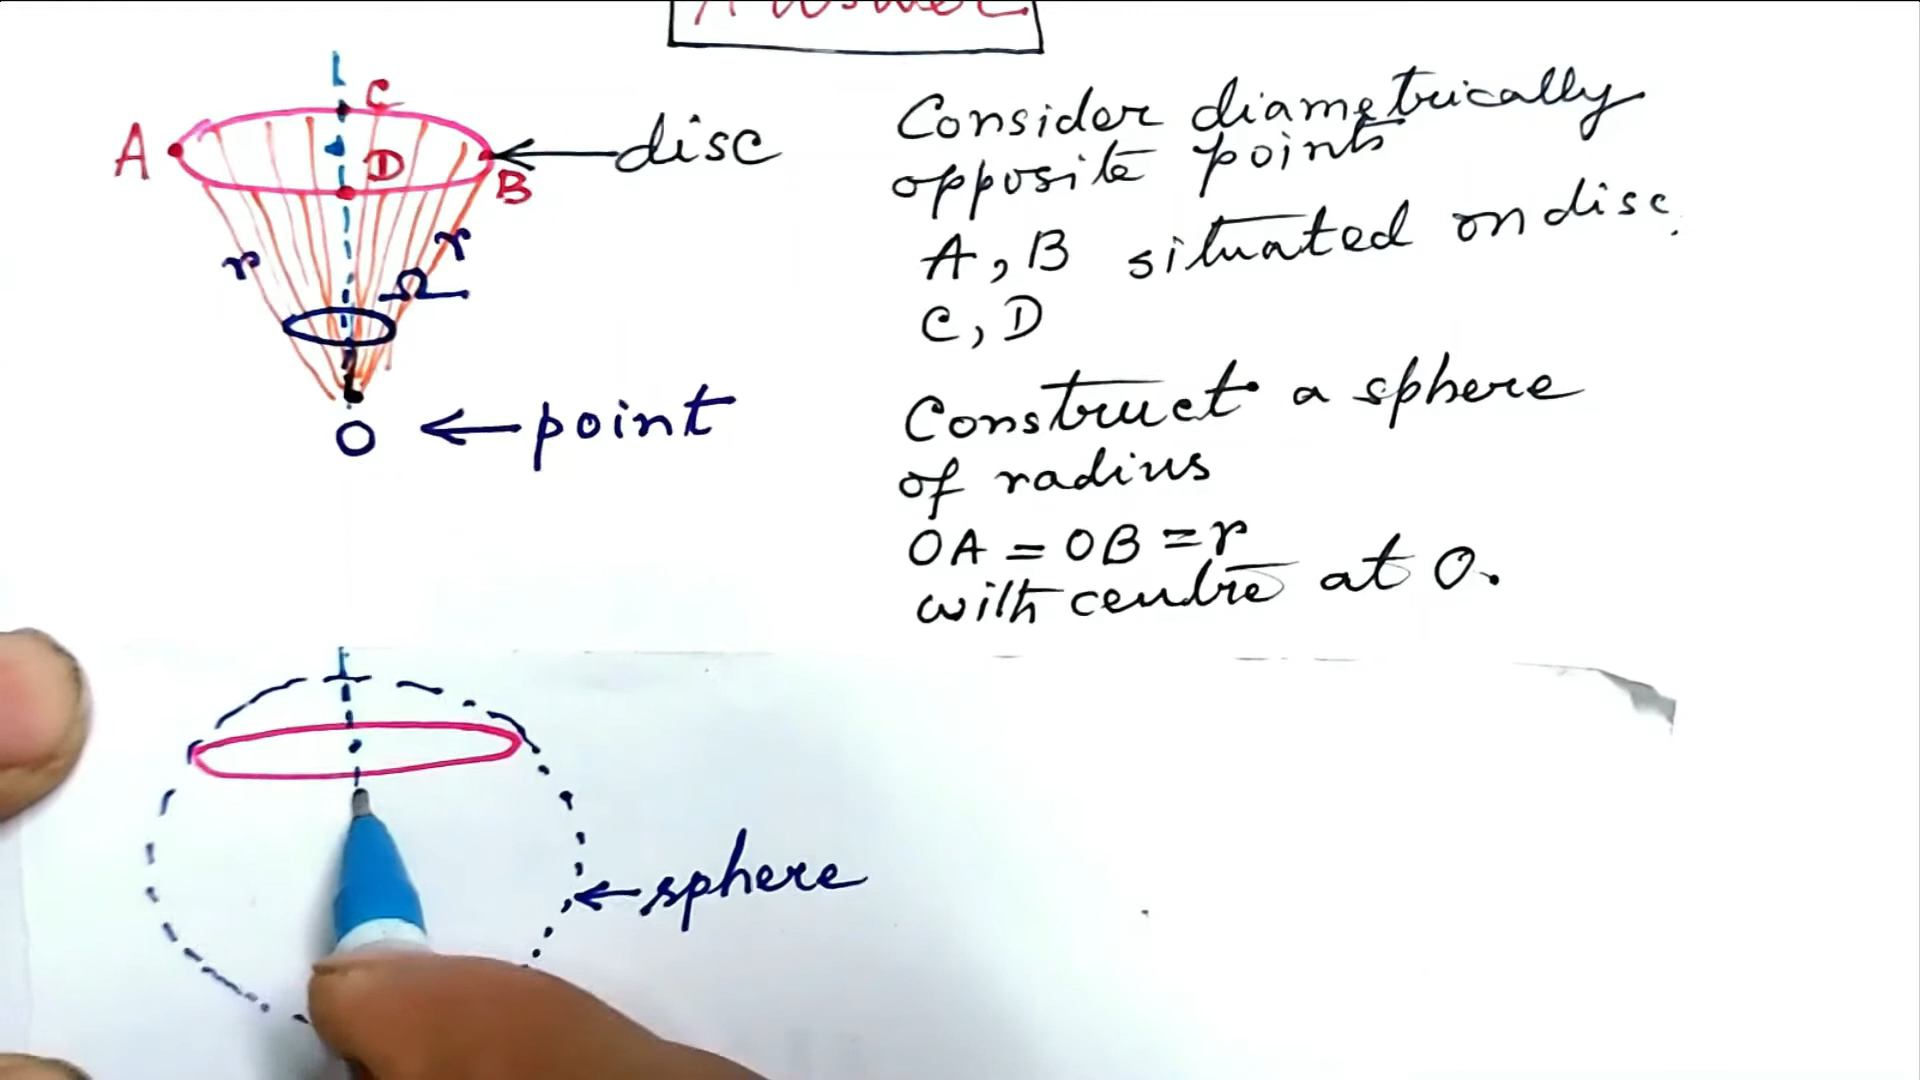 Answer
C
A
D
disc
B
r
r
Ω
O ← point
Consider diametrically
opposite points
A, B situated on disc.
C, D
Construct a sphere
of radius
OA = OB = r
with centre at O.
← sphere